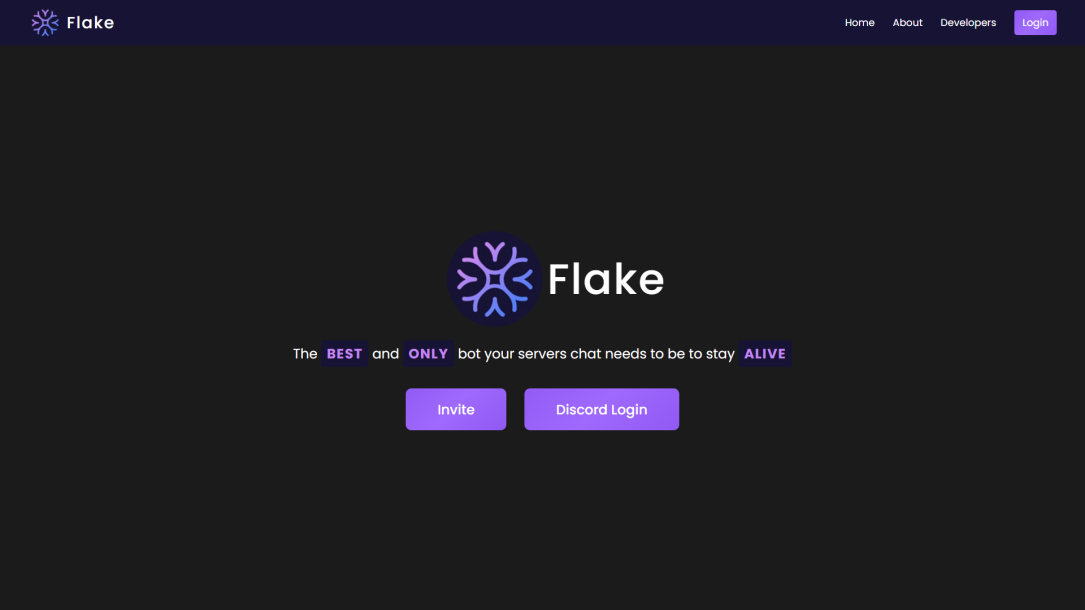 Flake
Home About Developers Login
Flake
The BEST and ONLY bot your servers chat needs to be to stay ALIVE
Invite Discord Login